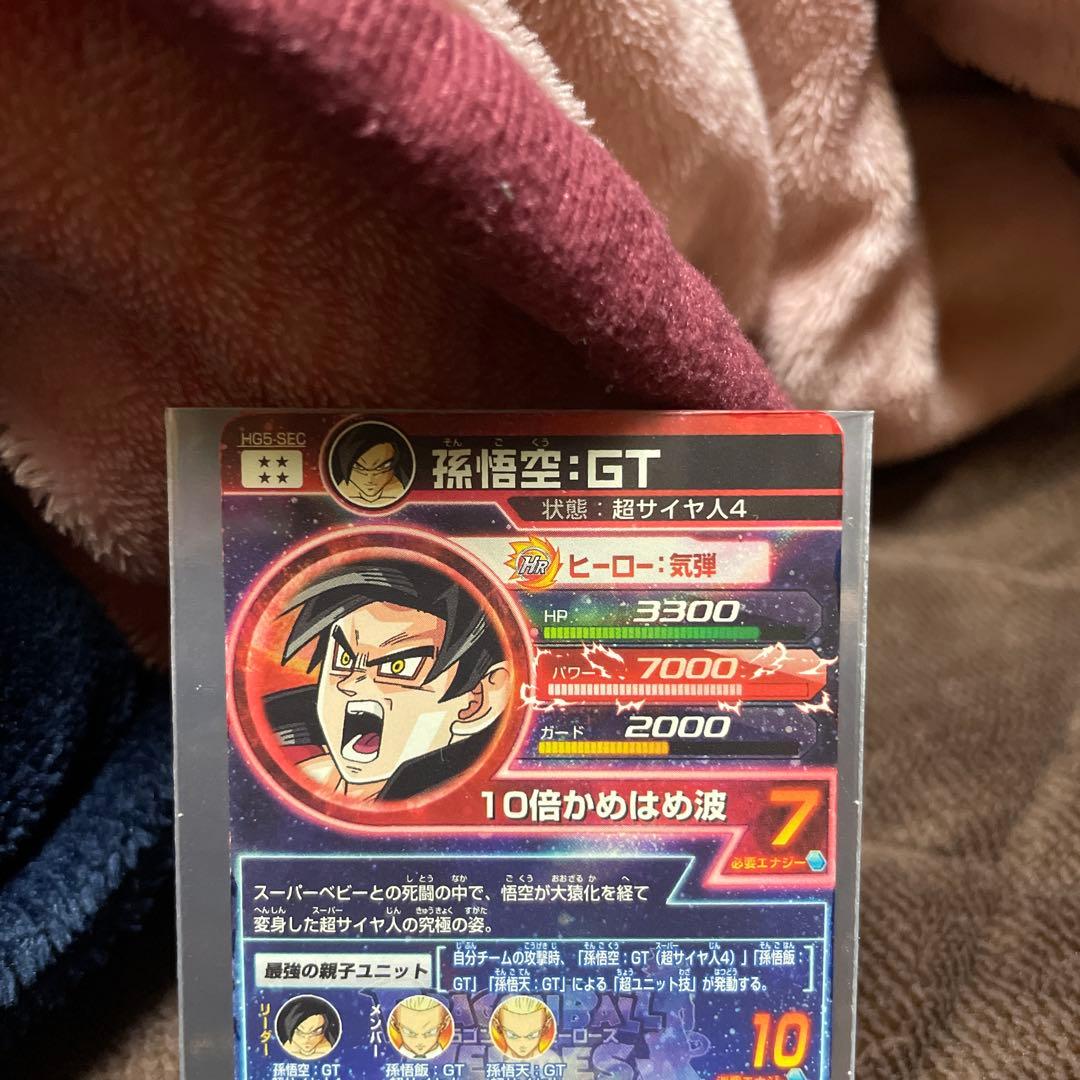 HG5-SEC
★★
★★
そんごくう
孫悟空:GT
状態:超サイヤ人4
HR ヒーロー:気弾
HP 3300
パワー 7000
ガード 2000
10倍かめはめ波 7
必要エナジー
スーパーベビーとの死闘の中で、悟空が大猿化を経て
変身した超サイヤ人の究極の姿。
最強の親子ユニット
自分チームの攻撃時、「孫悟空:GT(超サイヤ人4)」「孫悟飯:
GT」「孫悟天:GT」による「超ユニット技」が発動する。
リーダー
メンバー
10
孫悟空:GT 孫悟飯:GT 孫悟天:GT